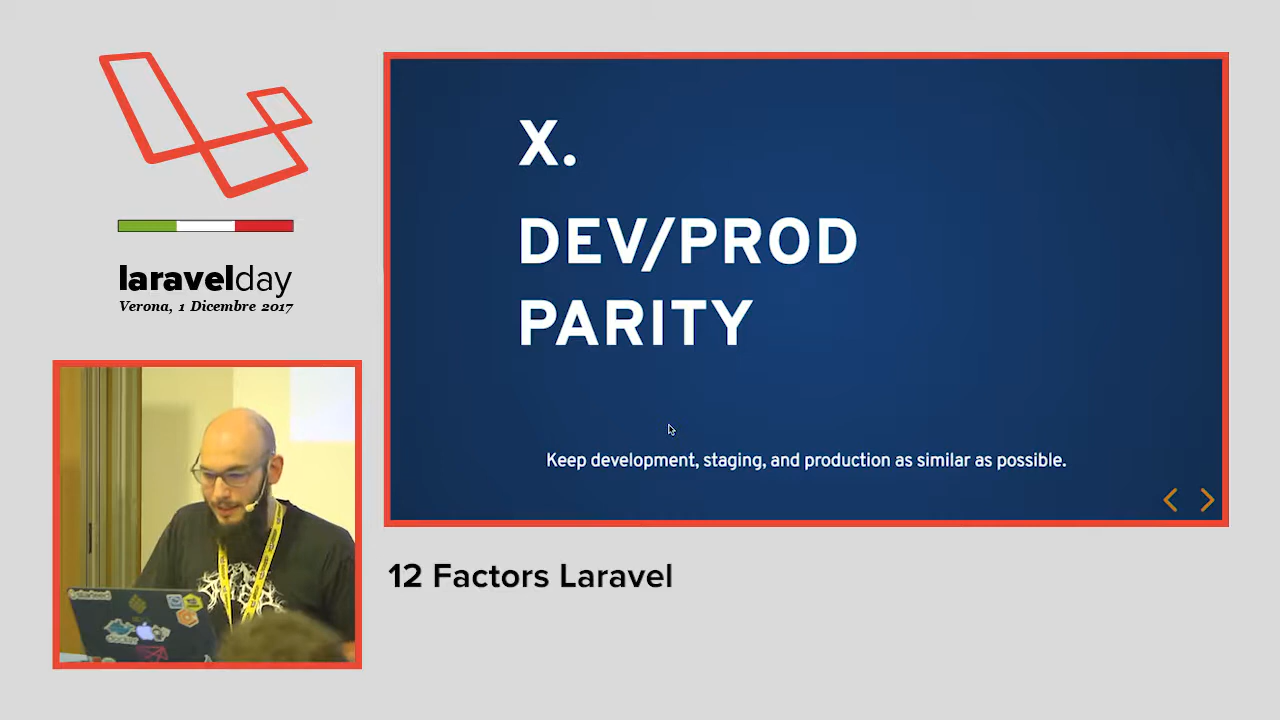 laravelday
Verona, 1 Dicembre 2017
X.
DEV/PROD
PARITY
Keep development, staging, and production as similar as possible.
12 Factors Laravel
docker